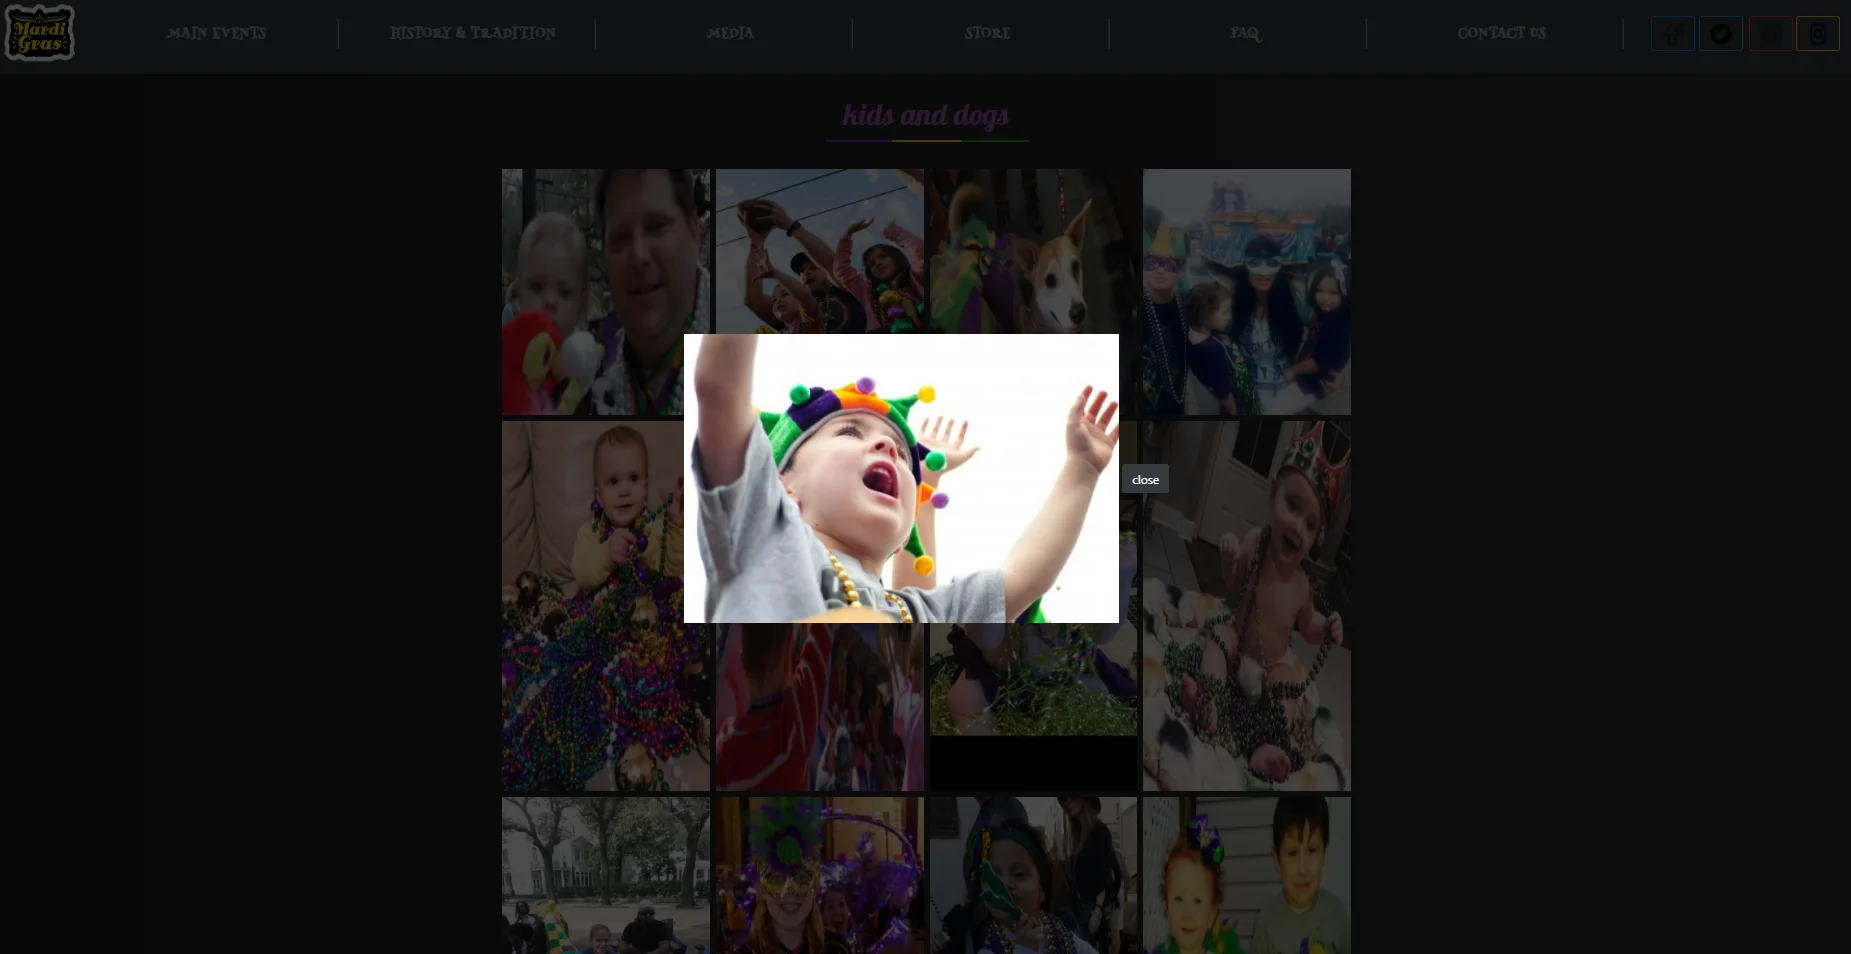 Mardi
Gras
MAIN EVENTS
HISTORY & TRADITION
MEDIA
STORE
FAQ
CONTACT US
kids and dogs
close